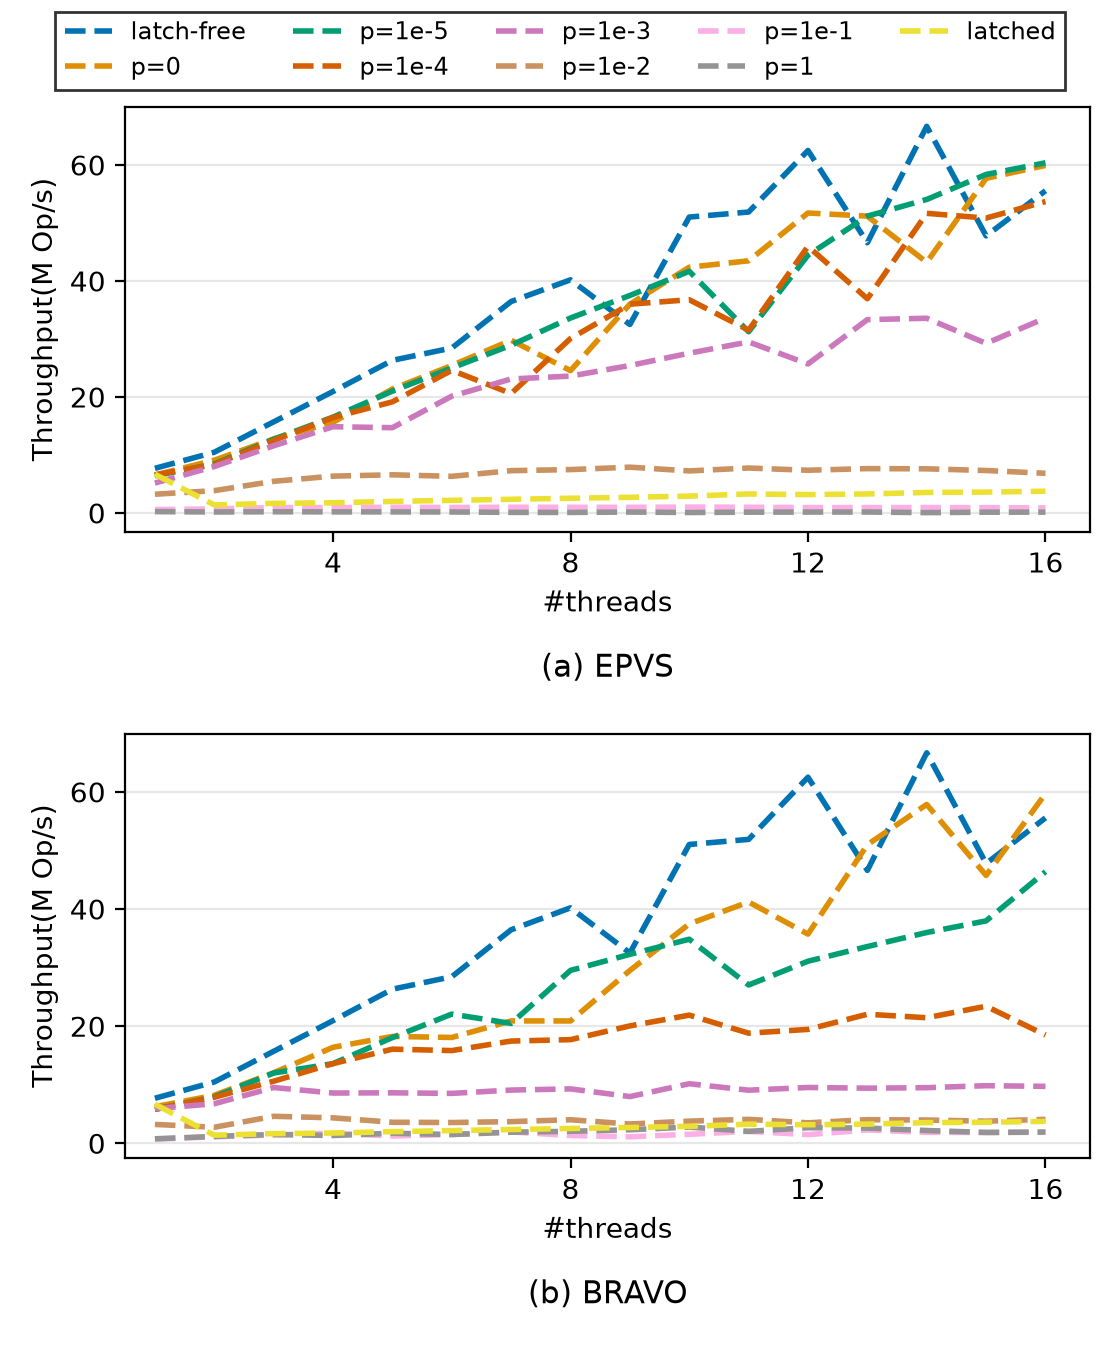 latch-free p=1e-5 p=1e-3 p=1e-1 latched
p=0 p=1e-4 p=1e-2 p=1
60
40
20
0
Throughput(M Op/s)
4 8 12 16
#threads
(a) EPVS
60
40
20
0
Throughput(M Op/s)
4 8 12 16
#threads
(b) BRAVO